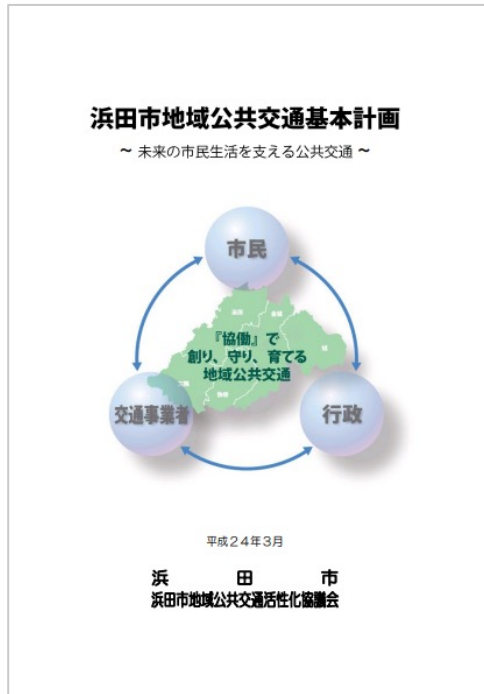 浜田市地域公共交通基本計画
～ 未来の市民生活を支える公共交通 ～
市民
『協働』で
創り、守り、育てる
地域公共交通
交通事業者
行政
平成24年3月
浜田市
浜田市地域公共交通活性化協議会